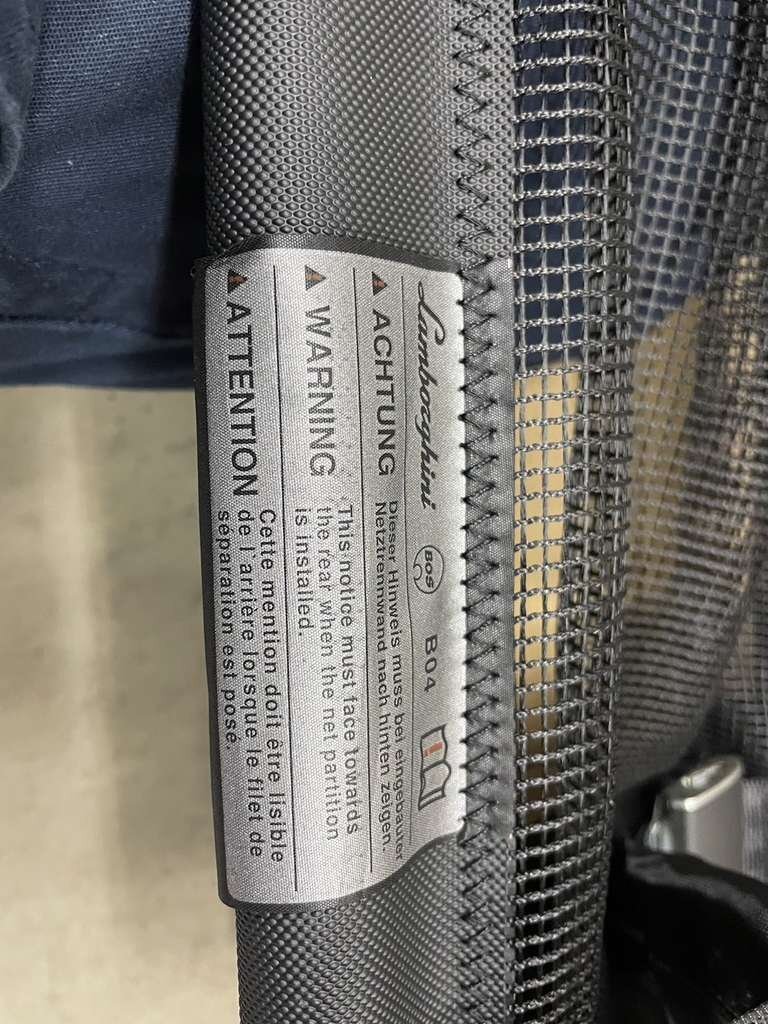 Lamborghini BOS B04
ACHTUNG
Dieser Hinweis muss bei eingebauter
Netztrennwand nach hinten zeigen.
WARNING
This notice must face towards
the rear when the net partition
is installed.
ATTENTION
Cette mention doit être lisible
de l arriere lorsque le filet de
séparation est posé.